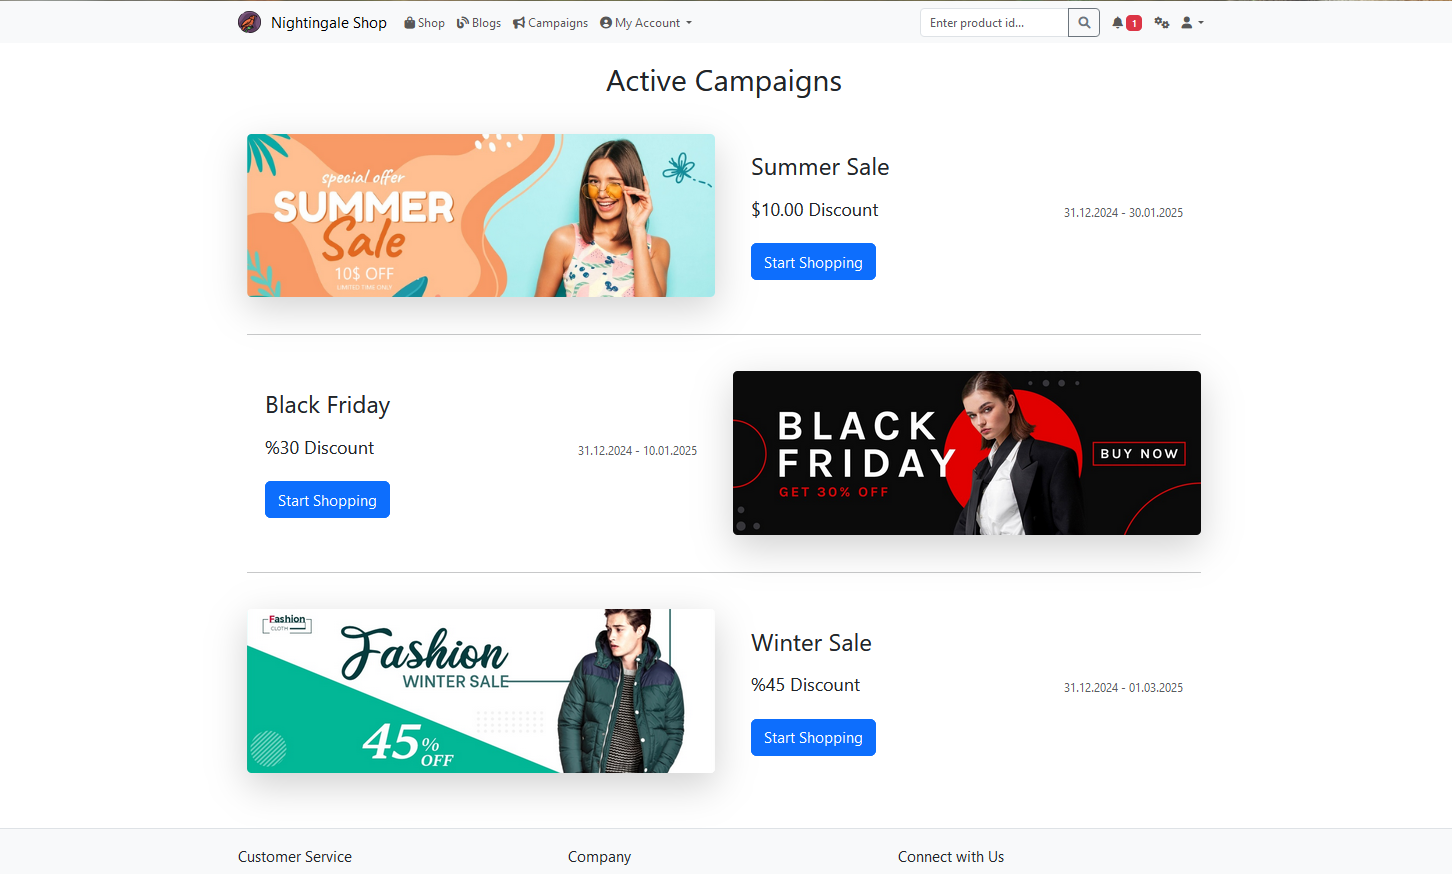 Nightingale Shop Shop Blogs Campaigns My Account Enter product id... 1
Active Campaigns
special offer
SUMMER
Sale
10$ OFF
LIMITED TIME ONLY
Summer Sale
$10.00 Discount
31.12.2024 - 30.01.2025
Start Shopping
Black Friday
%30 Discount
31.12.2024 - 10.01.2025
Start Shopping
BLACK
FRIDAY
GET 30% OFF
BUY NOW
Fashion
CLOTH
Fashion
WINTER SALE
45%
OFF
Winter Sale
%45 Discount
31.12.2024 - 01.03.2025
Start Shopping
Customer Service Company Connect with Us